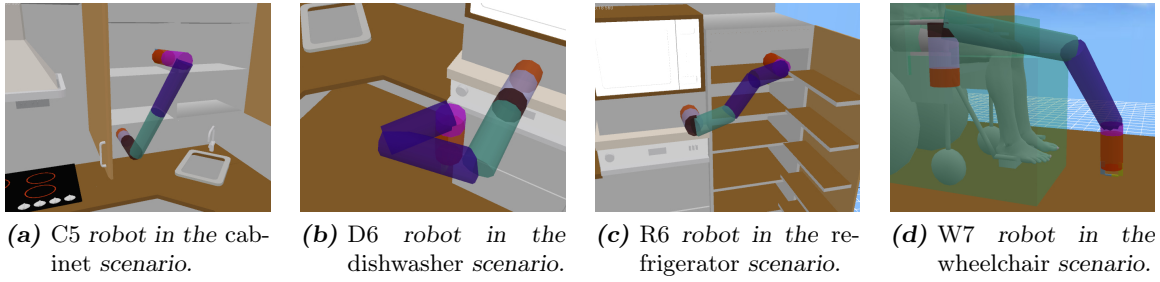 (a) C5 robot in the cab-
inet scenario.
(b) D6 robot in the
dishwasher scenario.
(c) R6 robot in the re-
frigerator scenario.
(d) W7 robot in the
wheelchair scenario.